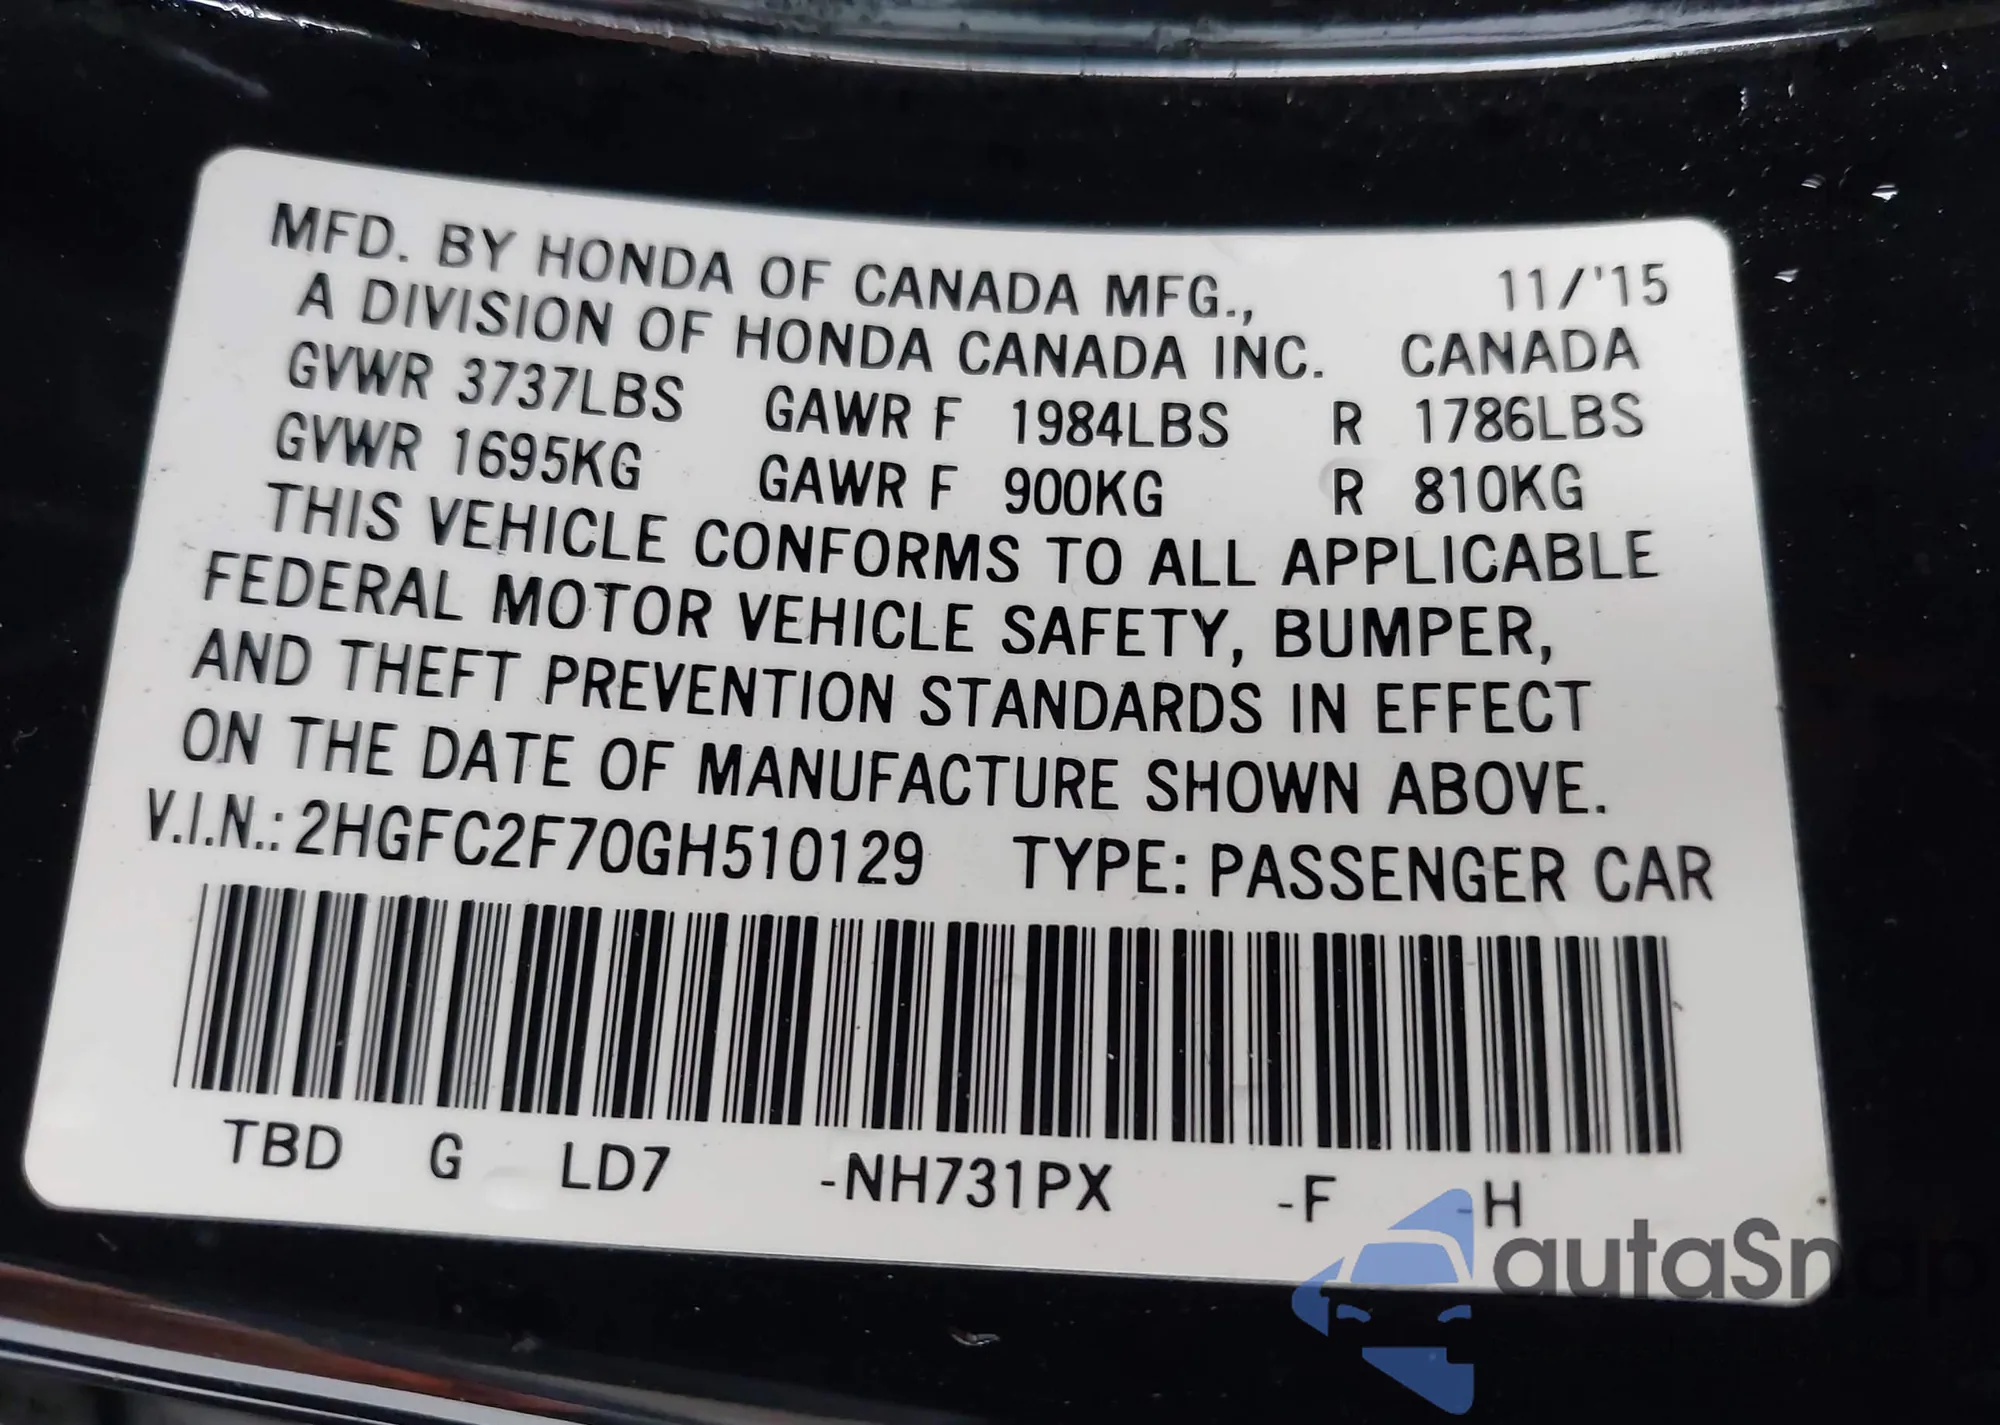 MFD. BY HONDA OF CANADA MFG., 11/'15
A DIVISION OF HONDA CANADA INC. CANADA
GVWR 3737LBS GAWR F 1984LBS R 1786LBS
GVWR 1695KG GAWR F 900KG R 810KG
THIS VEHICLE CONFORMS TO ALL APPLICABLE
FEDERAL MOTOR VEHICLE SAFETY, BUMPER,
AND THEFT PREVENTION STANDARDS IN EFFECT
ON THE DATE OF MANUFACTURE SHOWN ABOVE.
V.I.N.: 2HGFC2F70GH510129 TYPE: PASSENGER CAR
TBD G LD7 -NH731PX -F -H
autaSnap